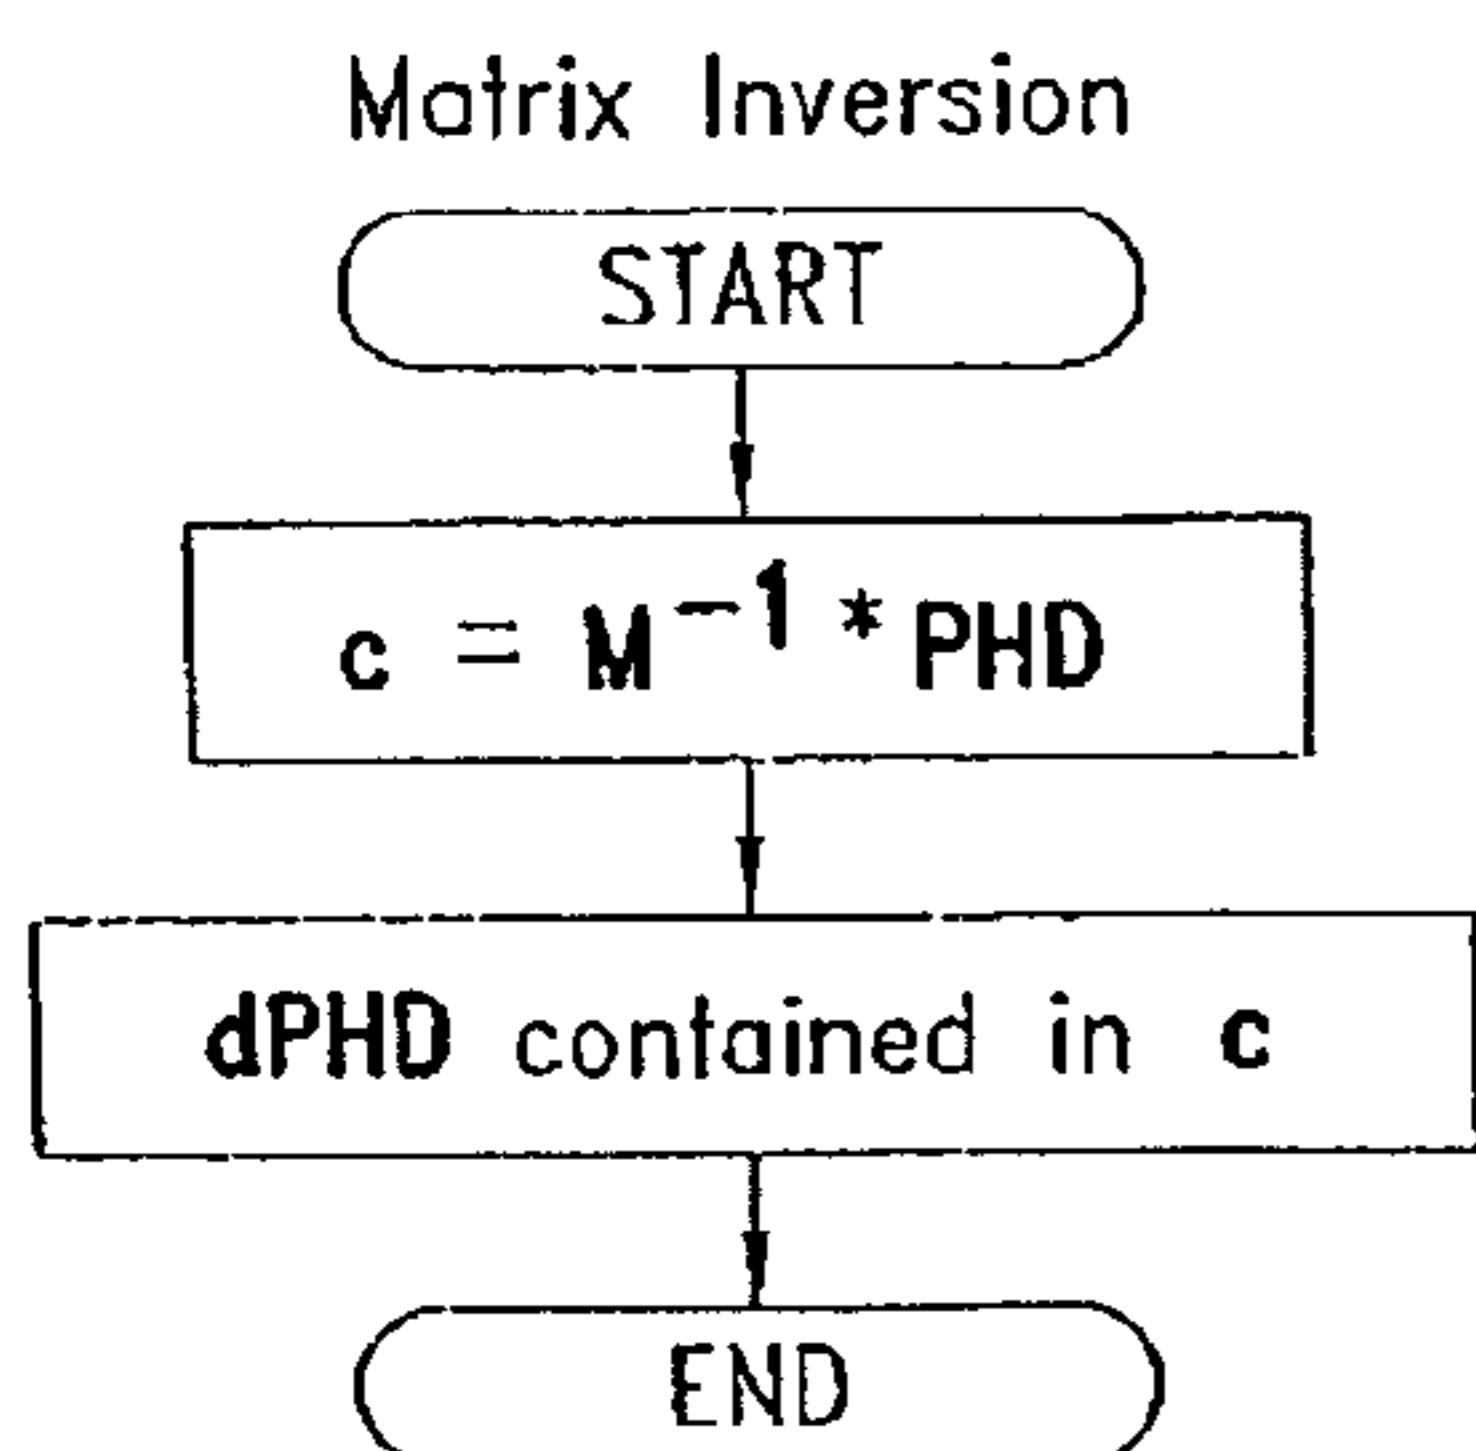 Matrix Inversion
START
c = M⁻¹ * PHD
dPHD contained in c
END